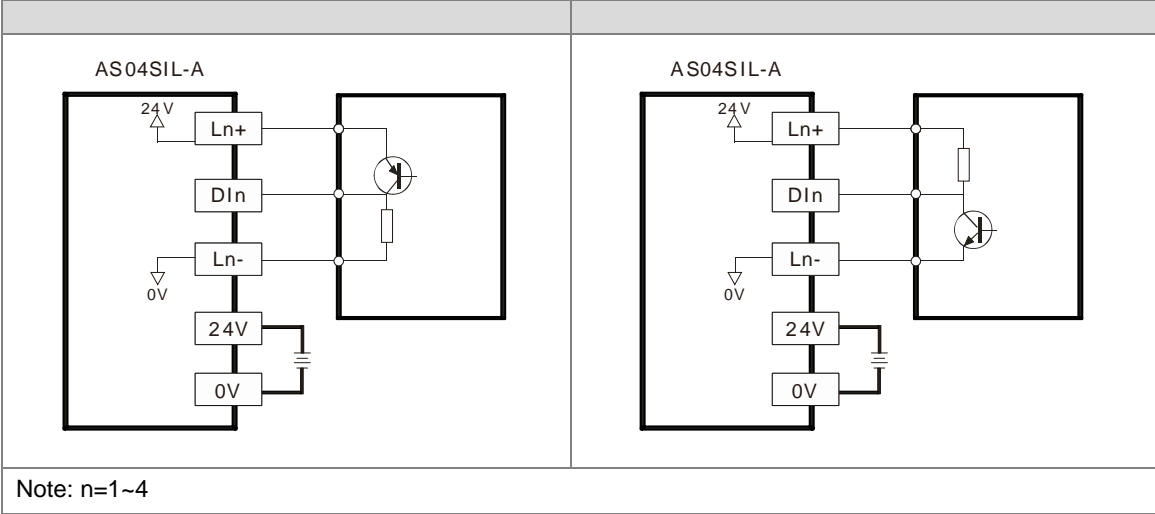 AS04SIL-A
24V
Ln+
DIn
Ln-
0V
24V
0V
AS04SIL-A
24V
Ln+
DIn
Ln-
0V
24V
0V
Note: n=1~4